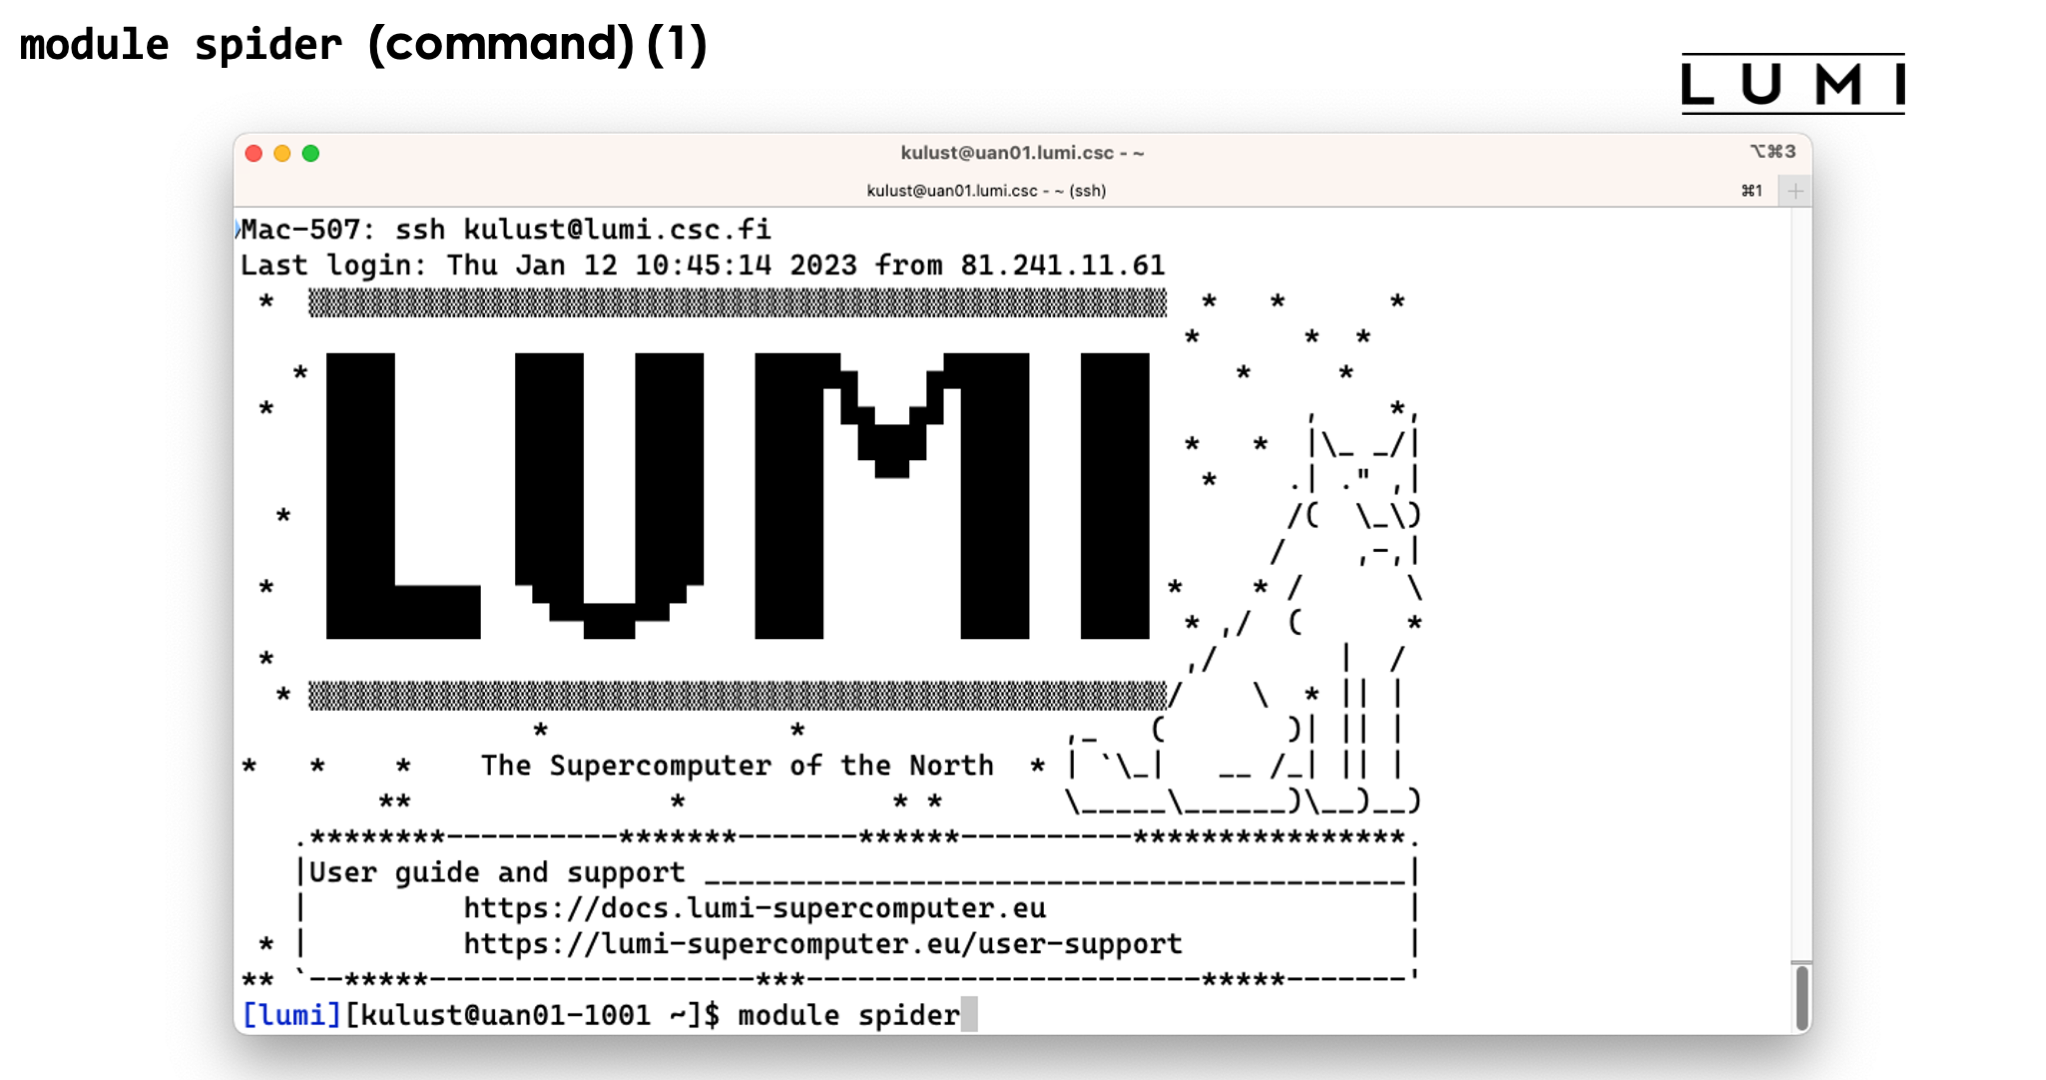 module spider (command) (1)
LUMI
kulust@uan01.lumi.csc - ~
⌥⌘3
kulust@uan01.lumi.csc - ~ (ssh)
⌘1
Mac-507: ssh kulust@lumi.csc.fi
Last login: Thu Jan 12 10:45:14 2023 from 81.241.11.61
LUMI
The Supercomputer of the North
User guide and support
https://docs.lumi-supercomputer.eu
https://lumi-supercomputer.eu/user-support
[lumi][kulust@uan01-1001 ~]$ module spider